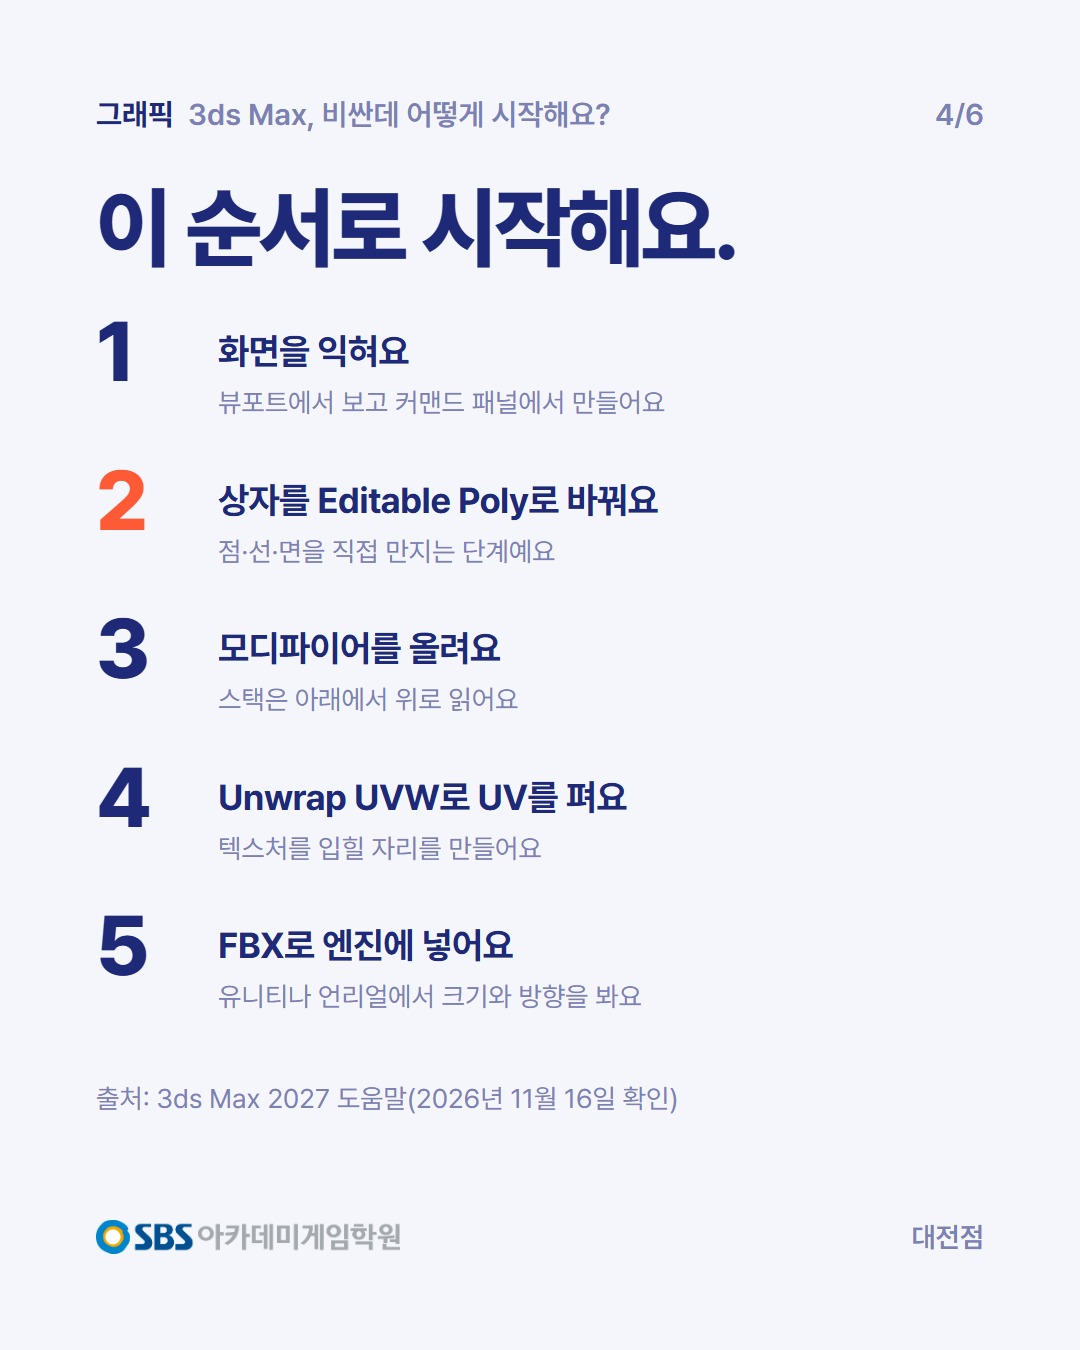 그래픽 3ds Max, 비싼데 어떻게 시작해요? 4/6
이 순서로 시작해요.
1 화면을 익혀요
뷰포트에서 보고 커맨드 패널에서 만들어요
2 상자를 Editable Poly로 바꿔요
점·선·면을 직접 만지는 단계예요
3 모디파이어를 올려요
스택은 아래에서 위로 읽어요
4 Unwrap UVW로 UV를 펴요
텍스처를 입힐 자리를 만들어요
5 FBX로 엔진에 넣어요
유니티나 언리얼에서 크기와 방향을 봐요
출처: 3ds Max 2027 도움말(2026년 11월 16일 확인)
SBS 아카데미게임학원 대전점